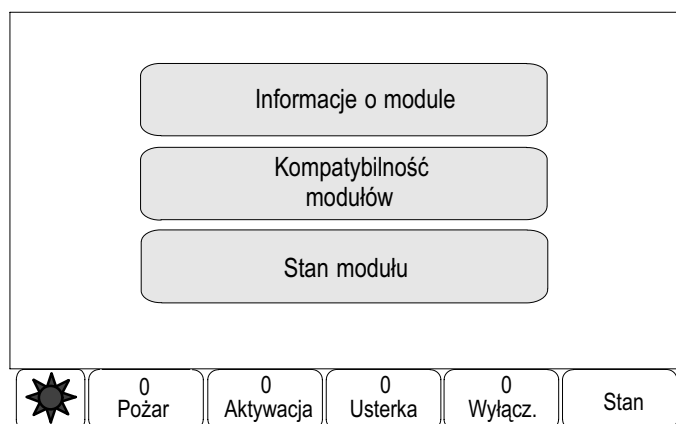 Informacje o module
Kompatybilność
modułów
Stan modułu
0 0 0 0
Pożar Aktywacja Usterka Wyłącz. Stan